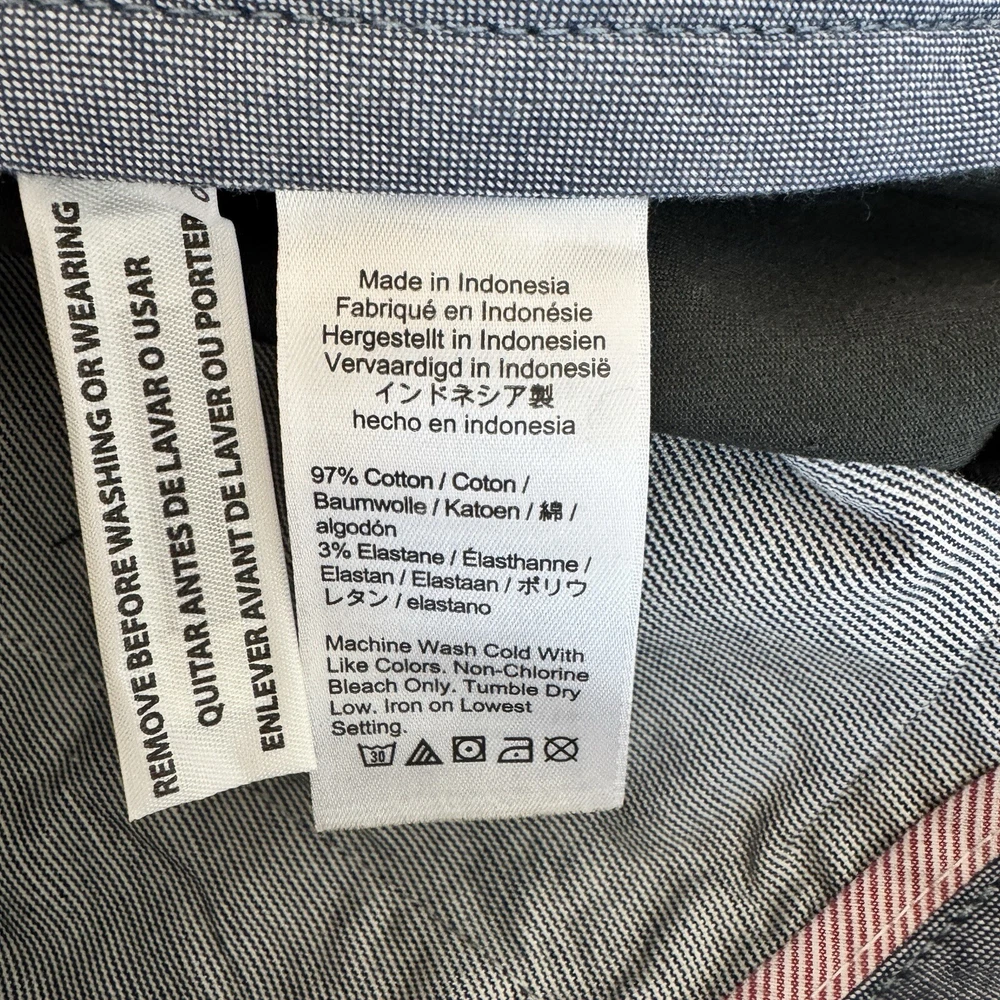 REMOVE BEFORE WASHING OR WEARING
QUITAR ANTES DE LAVAR O USAR
ENLEVER AVANT DE LAVER OU PORTER
Made in Indonesia
Fabriqué en Indonésie
Hergestellt in Indonesien
Vervaardigd in Indonesië
インドネシア製
hecho en indonesia
97% Cotton / Coton /
Baumwolle / Katoen / 綿 /
algodón
3% Elastane / Élasthanne /
Elastan / Elastaan / ポリウ
レタン / elastano
Machine Wash Cold With
Like Colors. Non-Chlorine
Bleach Only. Tumble Dry
Low. Iron on Lowest
Setting.
30